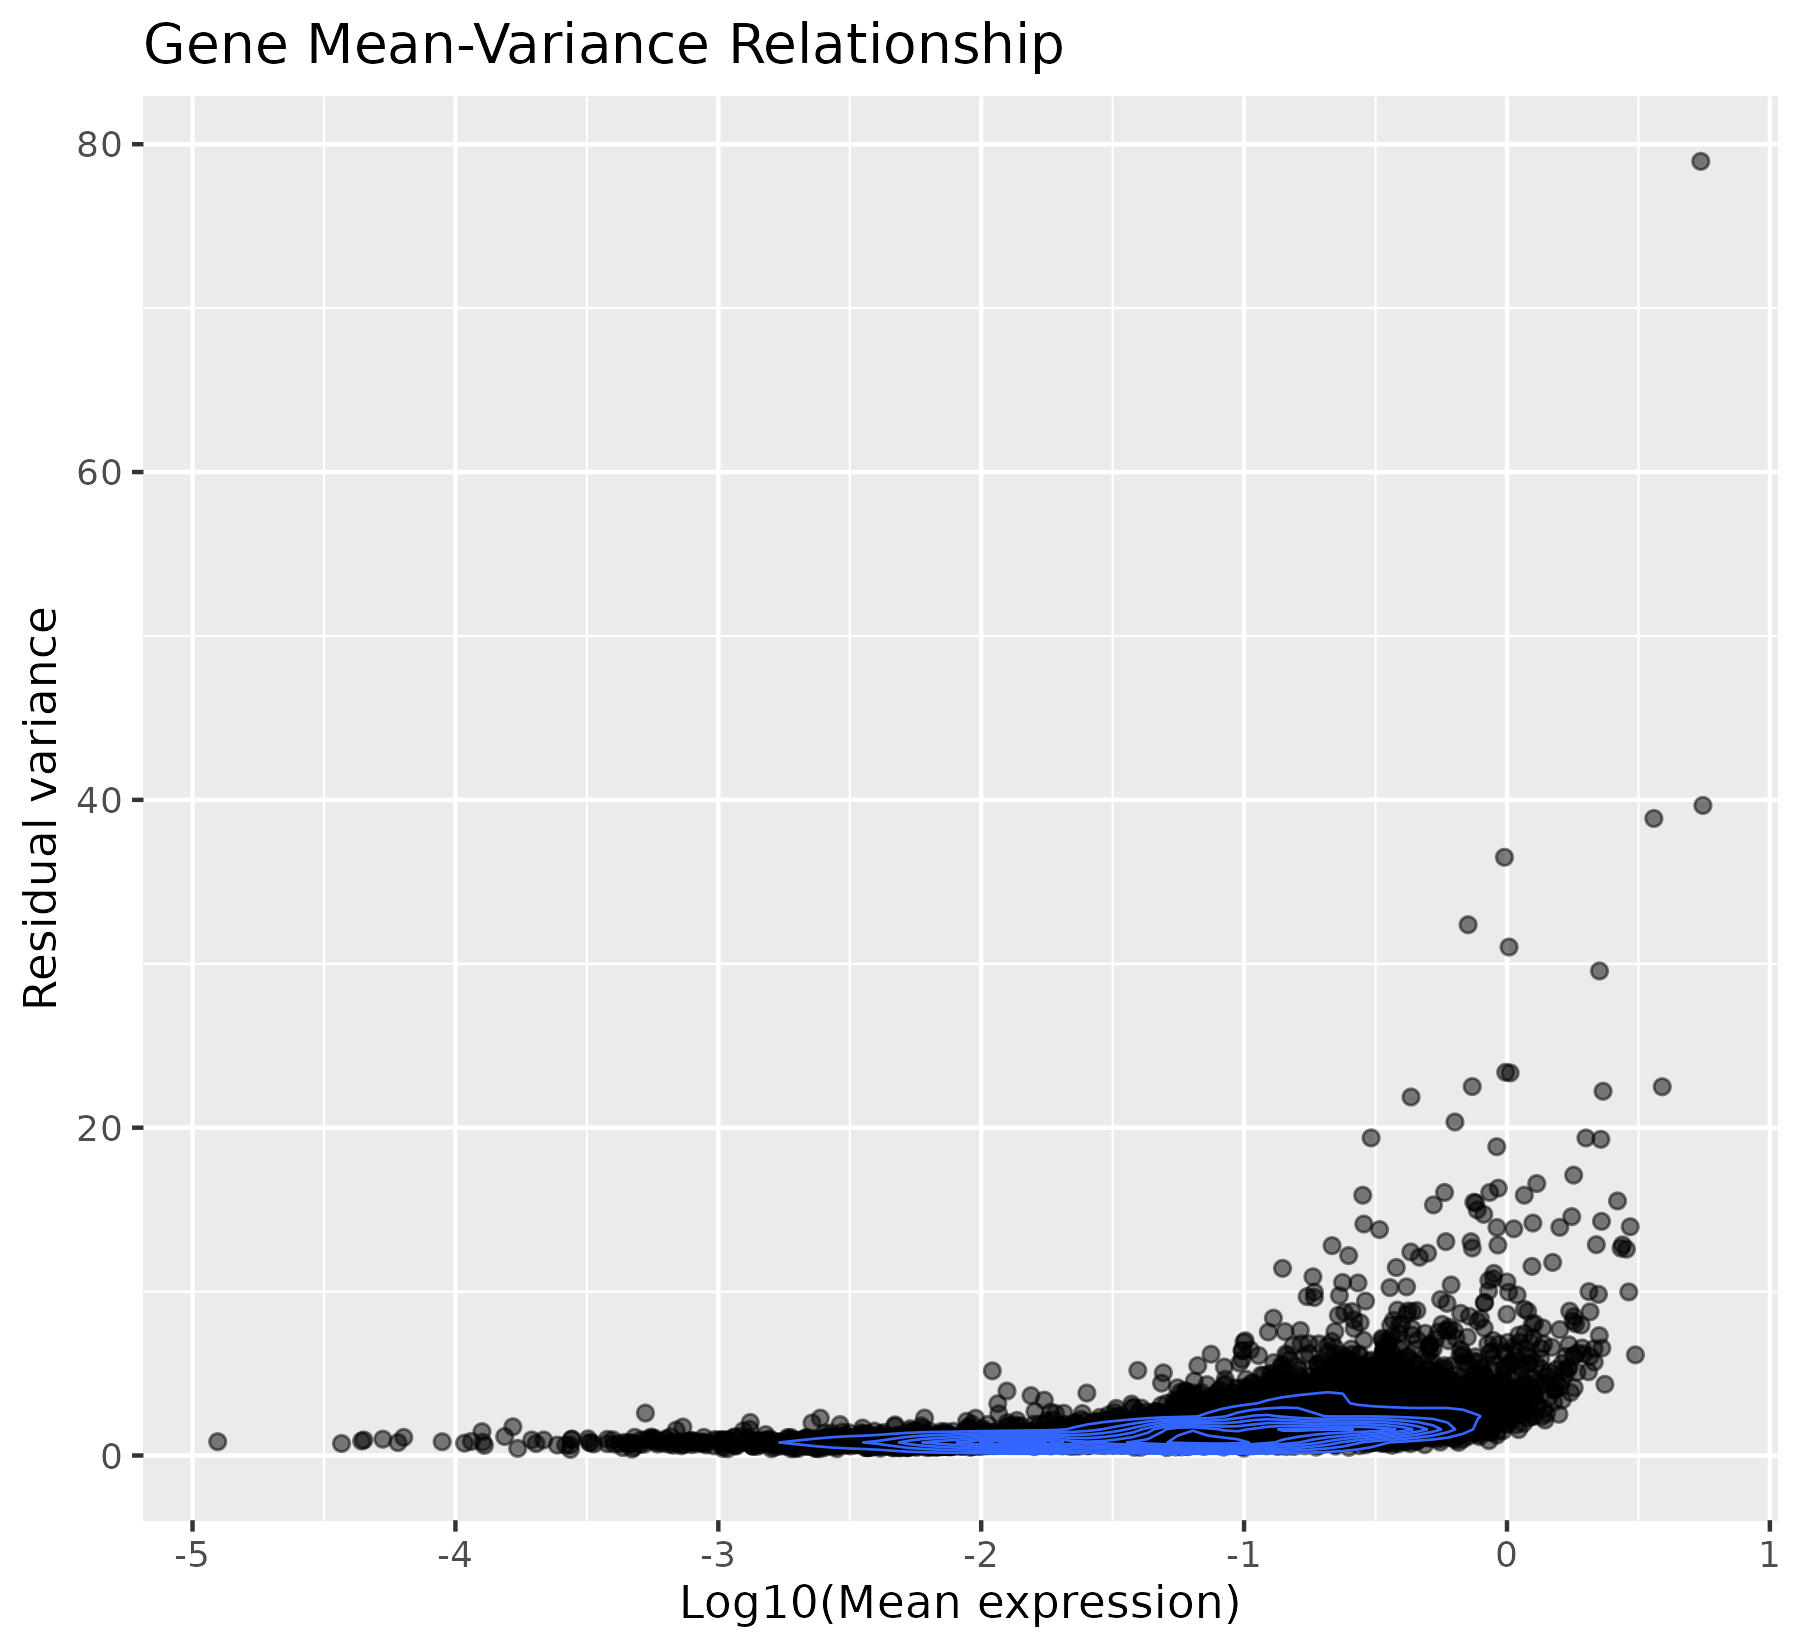 Gene Mean-Variance Relationship
80
60
40
20
0
Residual variance
-5 -4 -3 -2 -1 0 1
Log10(Mean expression)